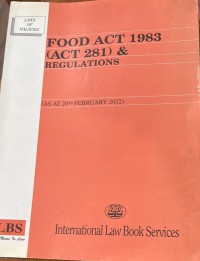 LAWS
OF
MALAYSIA
FOOD ACT 1983
(ACT 281) &
REGULATIONS
(AS AT 20TH FEBRUARY 2012)
LBS
International Law Book Services